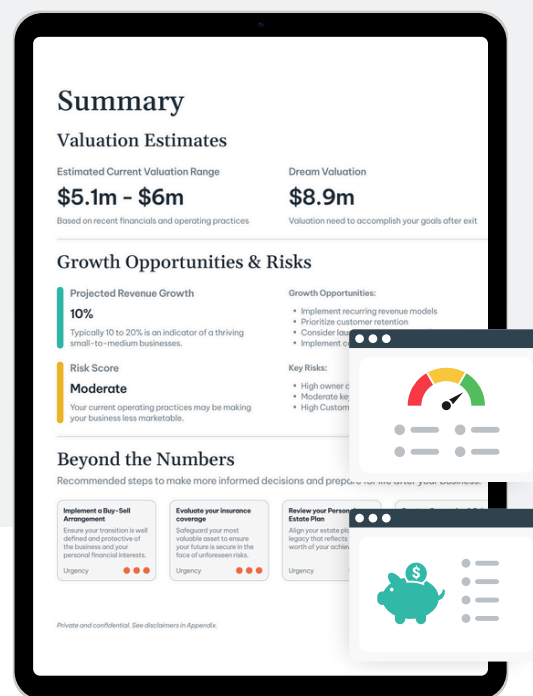 Summary
Valuation Estimates
Estimated Current Valuation Range
$5.1m - $6m
Based on recent financials and operating practices
Dream Valuation
$8.9m
Valuation need to accomplish your goals after exit
Growth Opportunities & Risks
Projected Revenue Growth
10%
Typically 10 to 20% is an indicator of a thriving
small-to-medium businesses.
Growth Opportunities:
• Implement recurring revenue models
• Prioritize customer retention
• Consider
• Implement
Risk Score
Moderate
Your current operating practices may be making
your business less marketable.
Key Risks:
• High owner
• Moderate
• High
Beyond the Numbers
Recommended steps to make more informed decisions and prepare for life after your business.
Implement a Buy-Sell
Arrangement
Ensure your transition is well
defined and protective of
the business and your
personal financial interests.
Urgency
Evaluate your insurance
coverage
Safeguard your most
valuable asset to ensure
your future is secure in the
face of unforeseen risks.
Urgency
Review your Personal
Estate Plan
Align your estate
legacy that reflects
worth of your
Urgency
$
Private and confidential. See disclaimers in Appendix.